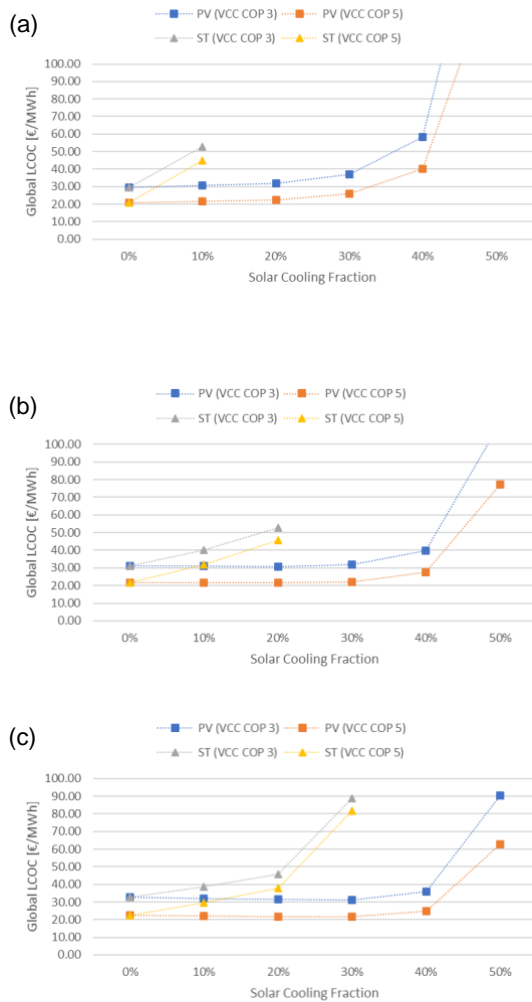 (a)
PV (VCC COP 3) PV (VCC COP 5)
ST (VCC COP 3) ST (VCC COP 5)
Global LCOC [€/MWh]
100.00
90.00
80.00
70.00
60.00
50.00
40.00
30.00
20.00
10.00
0.00
0% 10% 20% 30% 40% 50%
Solar Cooling Fraction
(b)
PV (VCC COP 3) PV (VCC COP 5)
ST (VCC COP 3) ST (VCC COP 5)
Global LCOC [€/MWh]
100.00
90.00
80.00
70.00
60.00
50.00
40.00
30.00
20.00
10.00
0.00
0% 10% 20% 30% 40% 50%
Solar Cooling Fraction
(c)
PV (VCC COP 3) PV (VCC COP 5)
ST (VCC COP 3) ST (VCC COP 5)
Global LCOC [€/MWh]
100.00
90.00
80.00
70.00
60.00
50.00
40.00
30.00
20.00
10.00
0.00
0% 10% 20% 30% 40% 50%
Solar Cooling Fraction